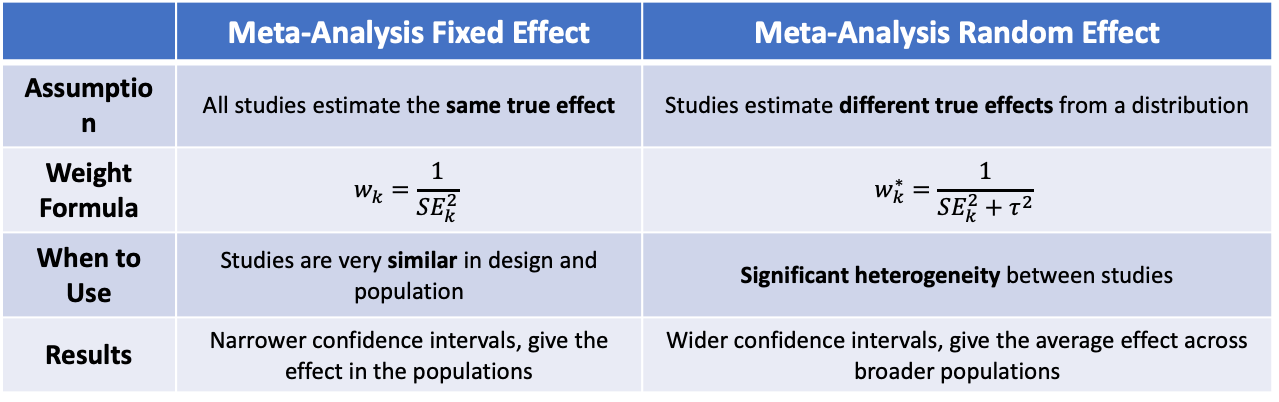 Meta-Analysis Fixed Effect
Meta-Analysis Random Effect
Assumptio
n
All studies estimate the same true effect
Studies estimate different true effects from a distribution
Weight
Formula
w_k = 1 / SE_k^2
w_k^* = 1 / (SE_k^2 + τ^2)
When to
Use
Studies are very similar in design and
population
Significant heterogeneity between studies
Results
Narrower confidence intervals, give the
effect in the populations
Wider confidence intervals, give the average effect across
broader populations